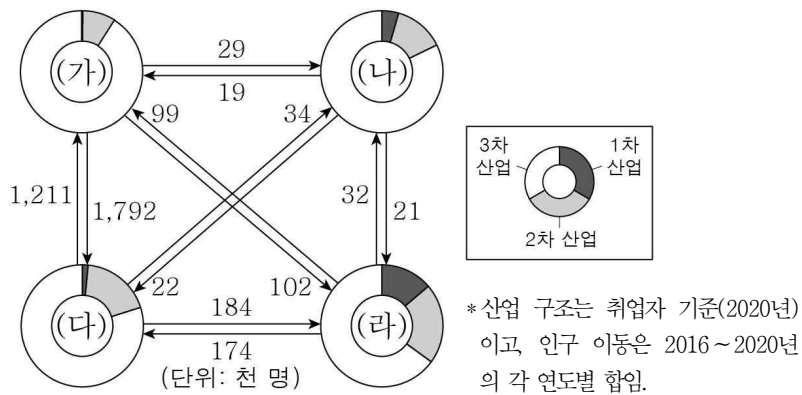 (가)
29
19
(나)
99
34
1,211
1,792
32
21
(다)
22
102
(라)
184
174
(단위: 천 명)
3차
산업
1차
산업
2차 산업
* 산업 구조는 취업자 기준(2020년)
이고, 인구 이동은 2016～2020년
의 각 연도별 합임.